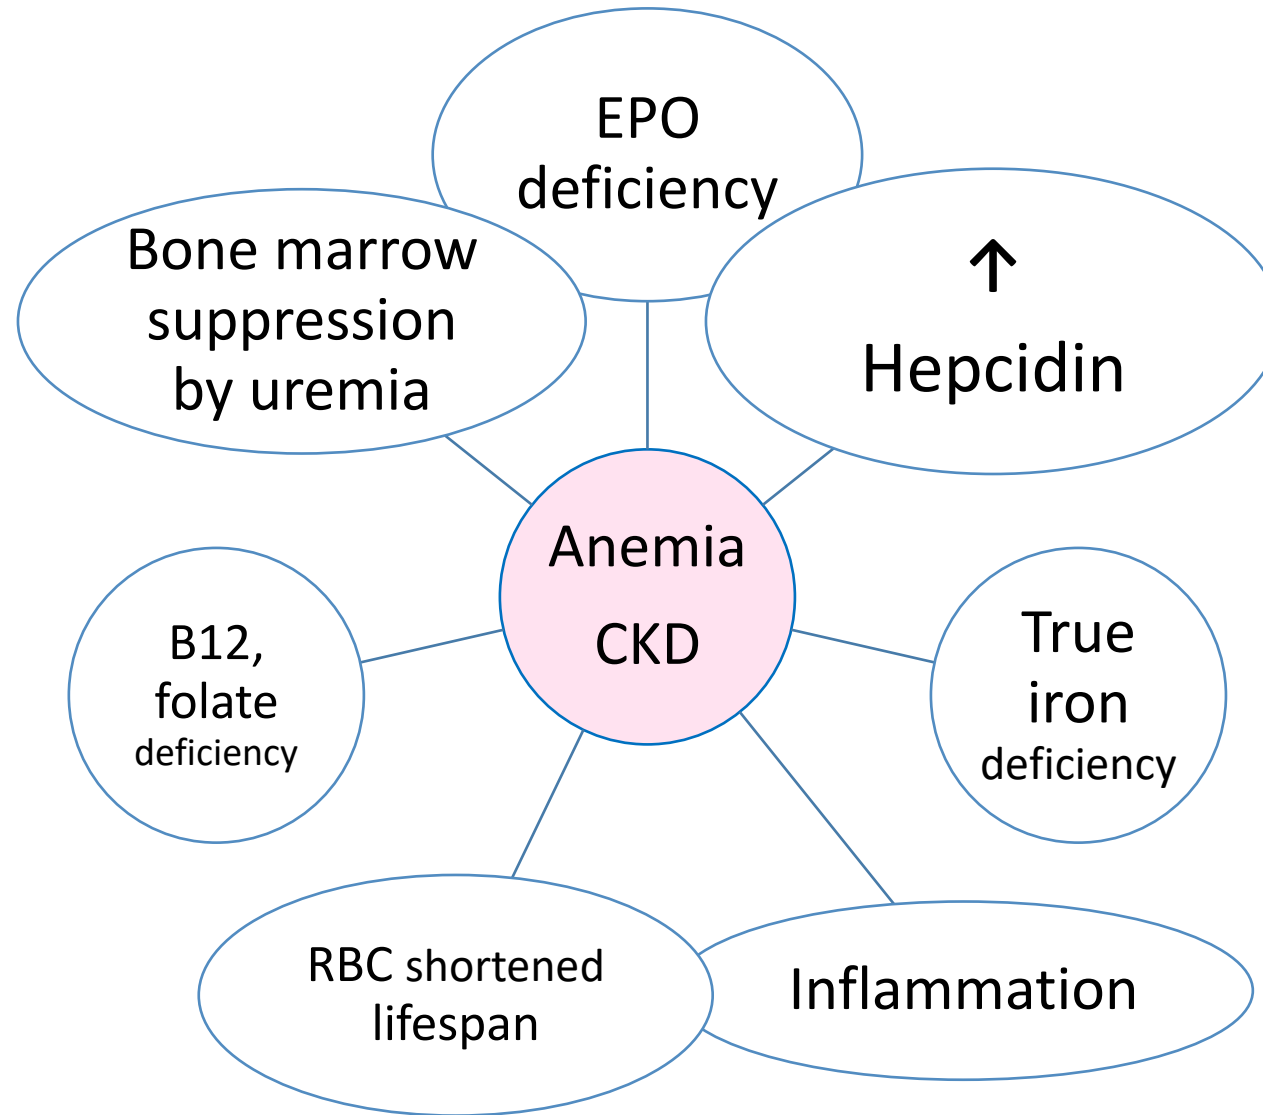 EPO
deficiency
↑
Hepcidin
Bone marrow
suppression
by uremia
Anemia
CKD
B12,
folate
deficiency
True
iron
deficiency
RBC shortened
lifespan
Inflammation